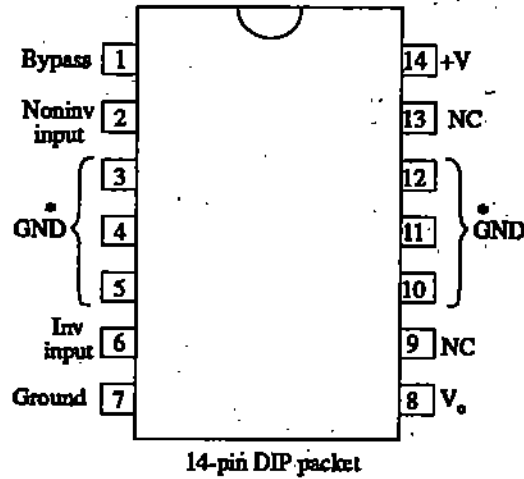 Bypass 1 14 +V
Noninv input 2 13 NC
3 12
* GND 4 11 * GND
5 10
Inv input 6 9 NC
Ground 7 8 Vo
14-pin DIP packet